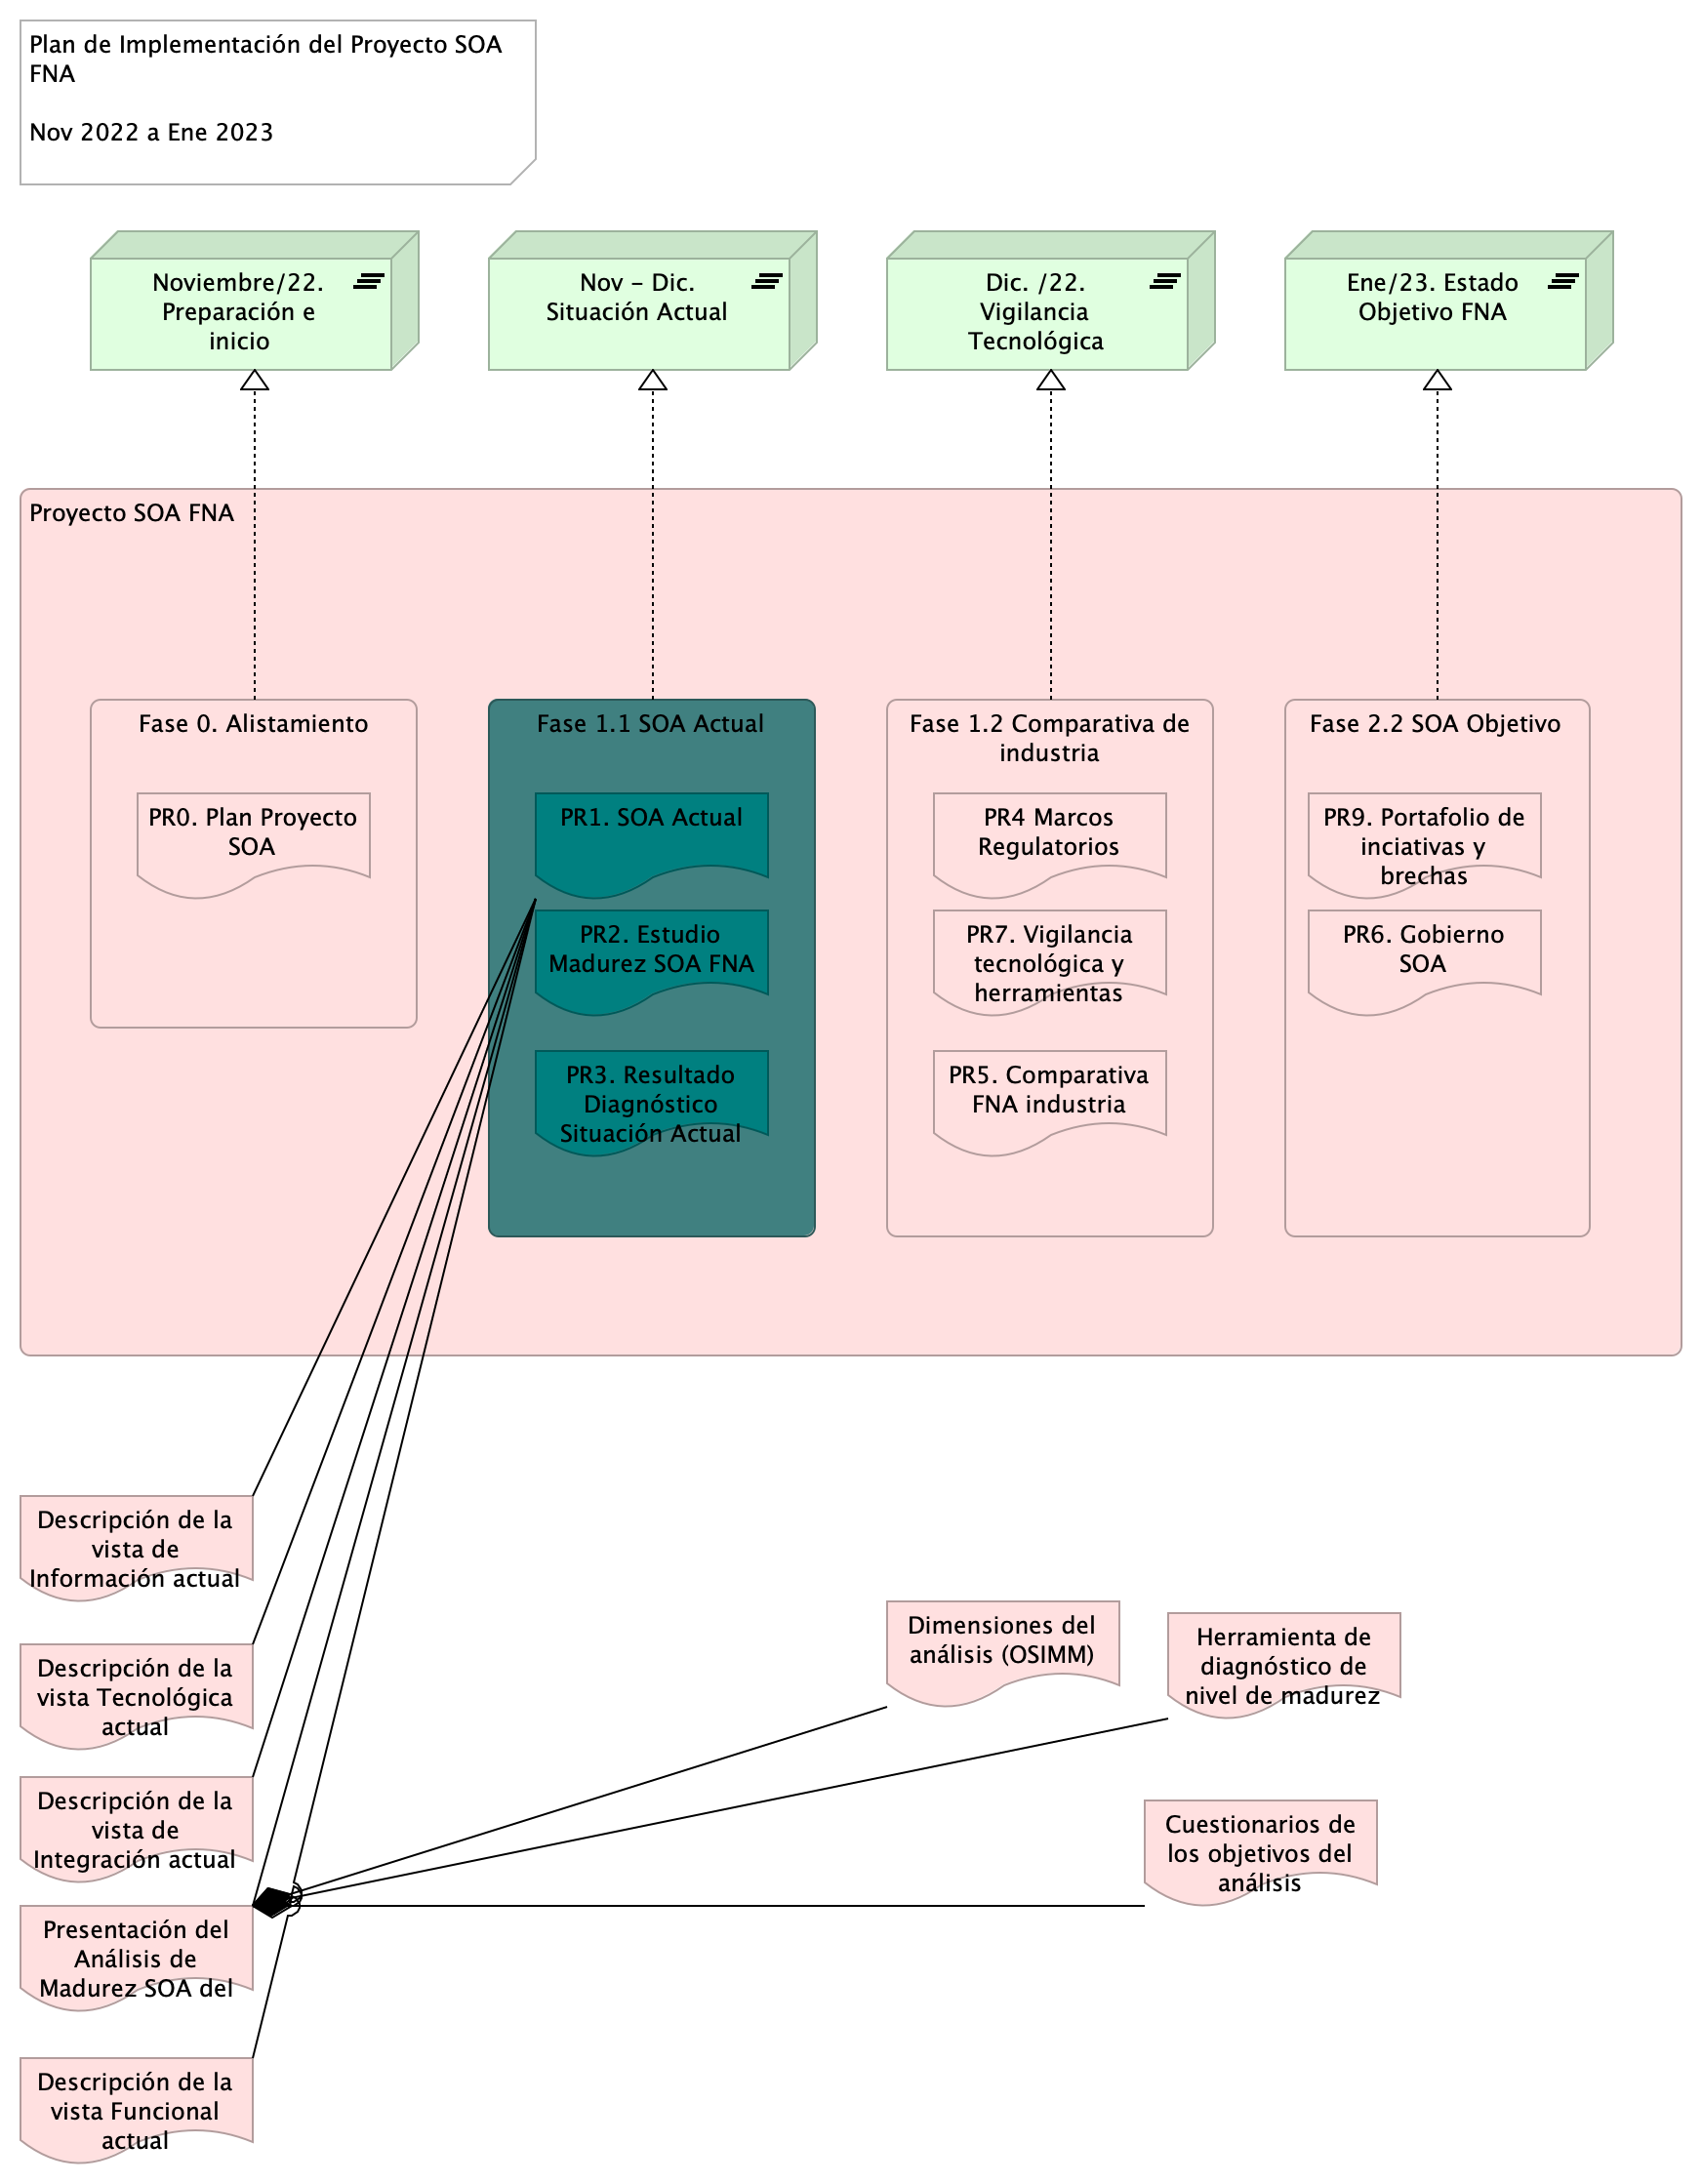 Plan de Implementación del Proyecto SOA
FNA
Nov 2022 a Ene 2023
Noviembre/22.
Preparación e
inicio
Nov - Dic.
Situación Actual
Dic. /22.
Vigilancia
Tecnológica
Ene/23. Estado
Objetivo FNA
Proyecto SOA FNA
Fase 0. Alistamiento
PR0. Plan Proyecto
SOA
Fase 1.1 SOA Actual
PR1. SOA Actual
PR2. Estudio
Madurez SOA FNA
PR3. Resultado
Diagnóstico
Situación Actual
Fase 1.2 Comparativa de
industria
PR4 Marcos
Regulatorios
PR7. Vigilancia
tecnológica y
herramientas
PR5. Comparativa
FNA industria
Fase 2.2 SOA Objetivo
PR9. Portafolio de
inciativas y
brechas
PR6. Gobierno
SOA
Descripción de la
vista de
Información actual
Descripción de la
vista Tecnológica
actual
Descripción de la
vista de
Integración actual
Presentación del
Análisis de
Madurez SOA del
Descripción de la
vista Funcional
actual
Dimensiones del
análisis (OSIMM)
Herramienta de
diagnóstico de
nivel de madurez
Cuestionarios de
los objetivos del
análisis